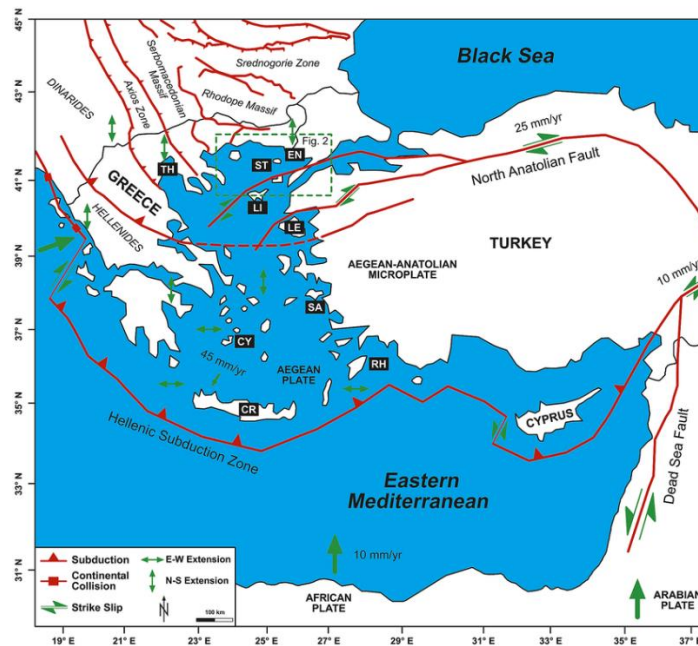 45°N
43°N
41°N
39°N
37°N
35°N
33°N
31°N
Black Sea
Srednogorie Zone
Serbomacedonian
Massif
Axios Zone
Rhodope Massif
DINARIDES
Fig. 2
25 mm/yr
North Anatolian Fault
TH
ST
EN
GREECE
HELLENIDES
LI
LE
TURKEY
AEGEAN-ANATOLIAN
MICROPLATE
10 mm/yr
SA
CY
AEGEAN
PLATE
RH
45 mm/yr
CR
CYPRUS
Hellenic Subduction Zone
Dead Sea Fault
Eastern
Mediterranean
10 mm/yr
AFRICAN
PLATE
ARABIAN
PLATE
Subduction
Continental
Collision
Strike Slip
E-W Extension
N-S Extension
N
100 km
19°E
21°E
23°E
25°E
27°E
29°E
31°E
33°E
35°E
37°E